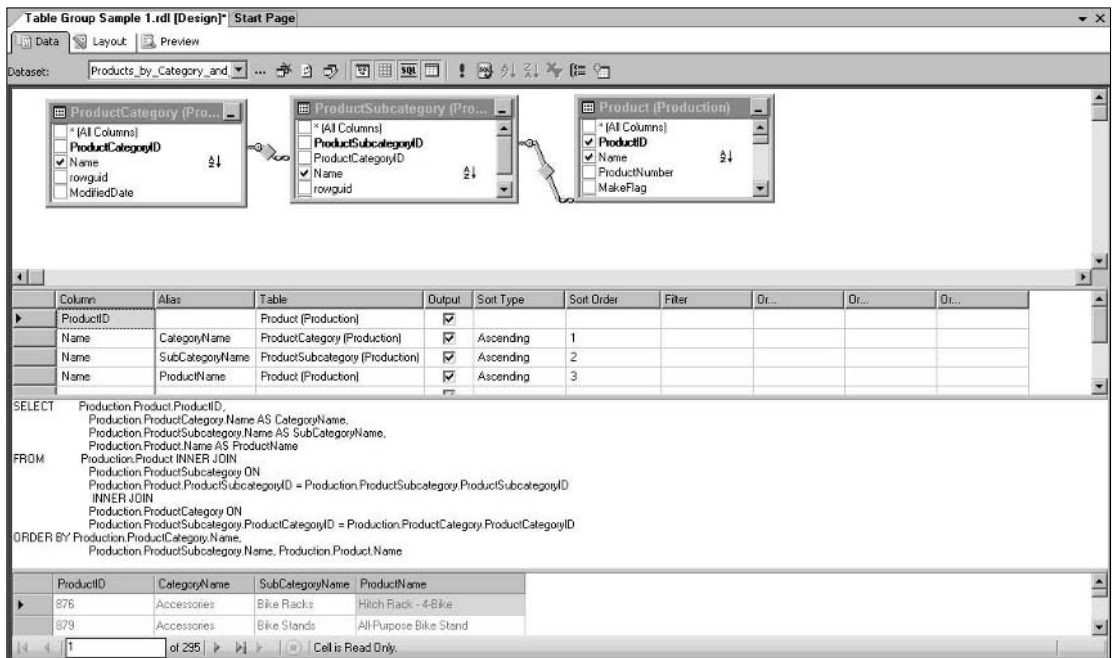 Table Group Sample 1.rdl [Design]* Start Page
Data Layout Preview
Dataset: Products_by_Category_and_ ...
ProductCategory (Pro...
* (All Columns)
ProductCategoryID
Name
rowguid
ModifiedDate
ProductSubcategory (Pro...
* (All Columns)
ProductSubcategoryID
ProductCategoryID
Name
rowguid
Product (Production)
* (All Columns)
ProductID
Name
ProductNumber
MakeFlag
Column Alias Table Output Sort Type Sort Order Filter Or... Or... Or...
ProductID Product (Production)
Name CategoryName ProductCategory (Production) Ascending 1
Name SubCategoryName ProductSubcategory (Production) Ascending 2
Name ProductName Product (Production) Ascending 3
SELECT Production.Product.ProductID,
Production.ProductCategory.Name AS CategoryName,
Production.ProductSubcategory.Name AS SubCategoryName,
Production.Product.Name AS ProductName
FROM Production.Product INNER JOIN
Production.ProductSubcategory ON
Production.Product.ProductSubcategoryID = Production.ProductSubcategory.ProductSubcategoryID
INNER JOIN
Production.ProductCategory ON
Production.ProductSubcategory.ProductCategoryID = Production.ProductCategory.ProductCategoryID
ORDER BY Production.ProductCategory.Name,
Production.ProductSubcategory.Name, Production.Product.Name
ProductID CategoryName SubCategoryName ProductName
876 Accessories Bike Racks Hitch Rack - 4-Bike
879 Accessories Bike Stands All-Purpose Bike Stand
1 of 295 Cell is Read Only.